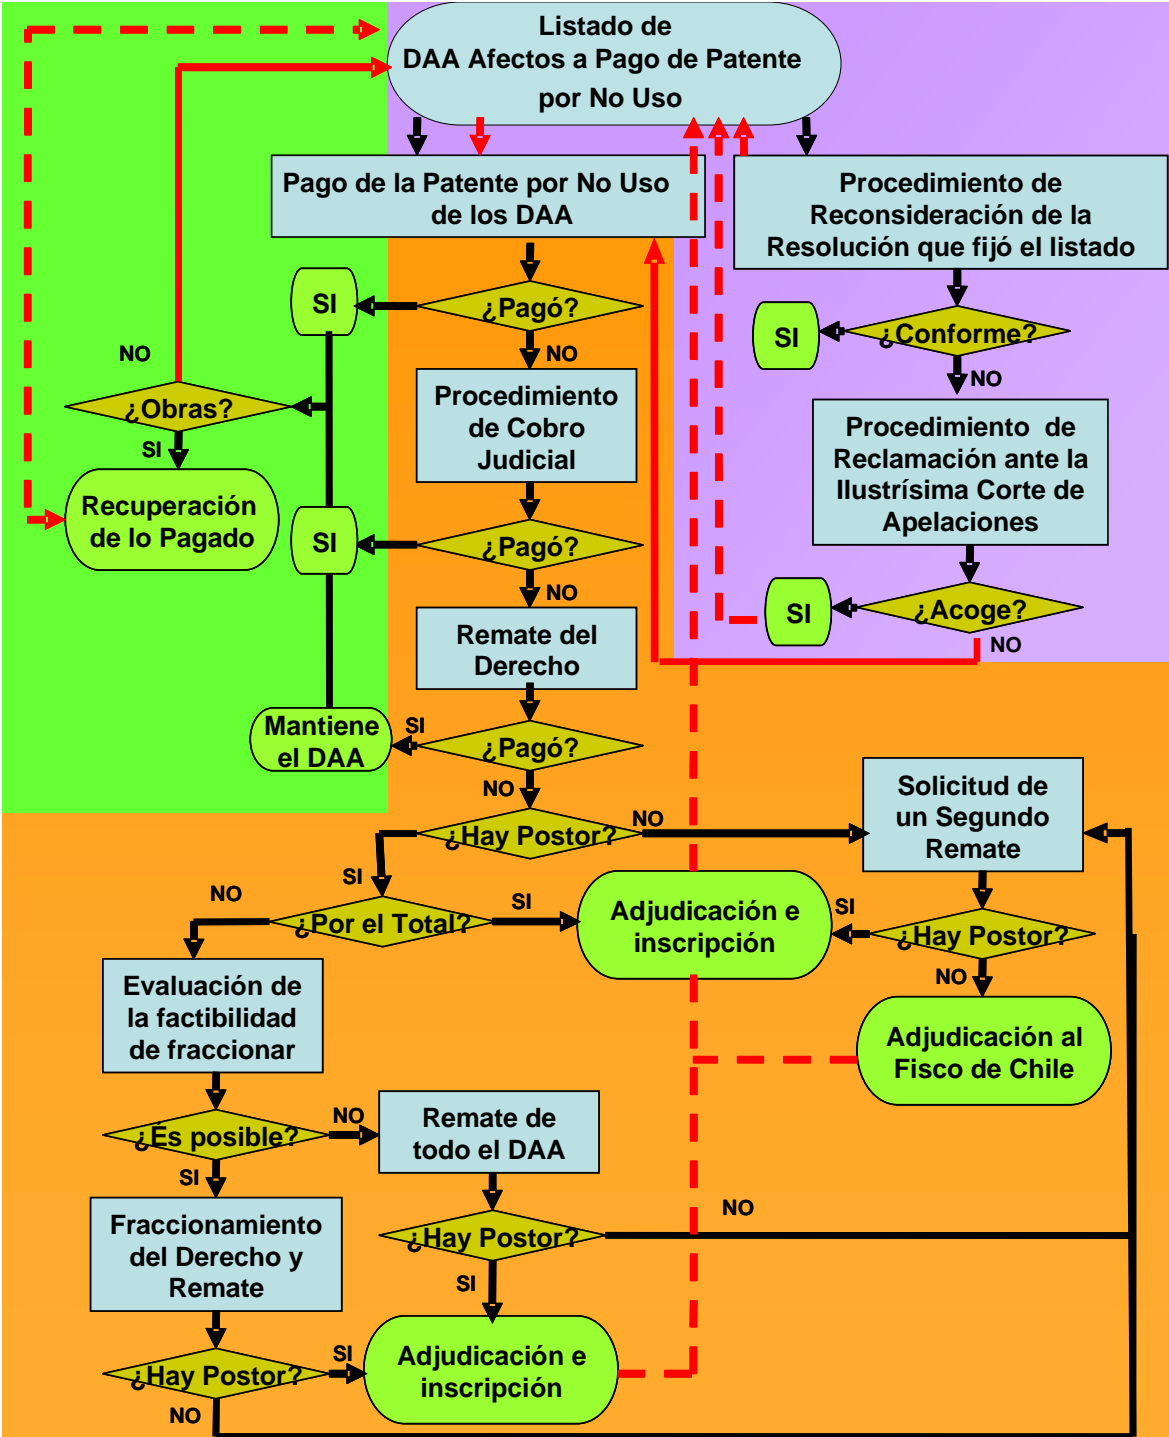 Listado de
DAA Afectos a Pago de Patente
por No Uso
Pago de la Patente por No Uso
de los DAA
Procedimiento de
Reconsideración de la
Resolución que fijó el listado
SI
¿Pagó?
NO
SI
¿Conforme?
NO
NO
¿Obras?
SI
Recuperación
de lo Pagado
Procedimiento
de Cobro
Judicial
Procedimiento de
Reclamación ante la
Ilustrísima Corte de
Apelaciones
SI
¿Pagó?
NO
SI
¿Acoge?
NO
Remate del
Derecho
Mantiene
el DAA
SI
¿Pagó?
NO
¿Hay Postor?
NO
Solicitud de
un Segundo
Remate
SI
NO
¿Por el Total?
SI
Adjudicación e
inscripción
SI
¿Hay Postor?
NO
Adjudicación al
Fisco de Chile
Evaluación de
la factibilidad
de fraccionar
¿És posible?
NO
Remate de
todo el DAA
SI
Fraccionamiento
del Derecho y
Remate
¿Hay Postor?
NO
SI
¿Hay Postor?
SI
Adjudicación e
inscripción
NO